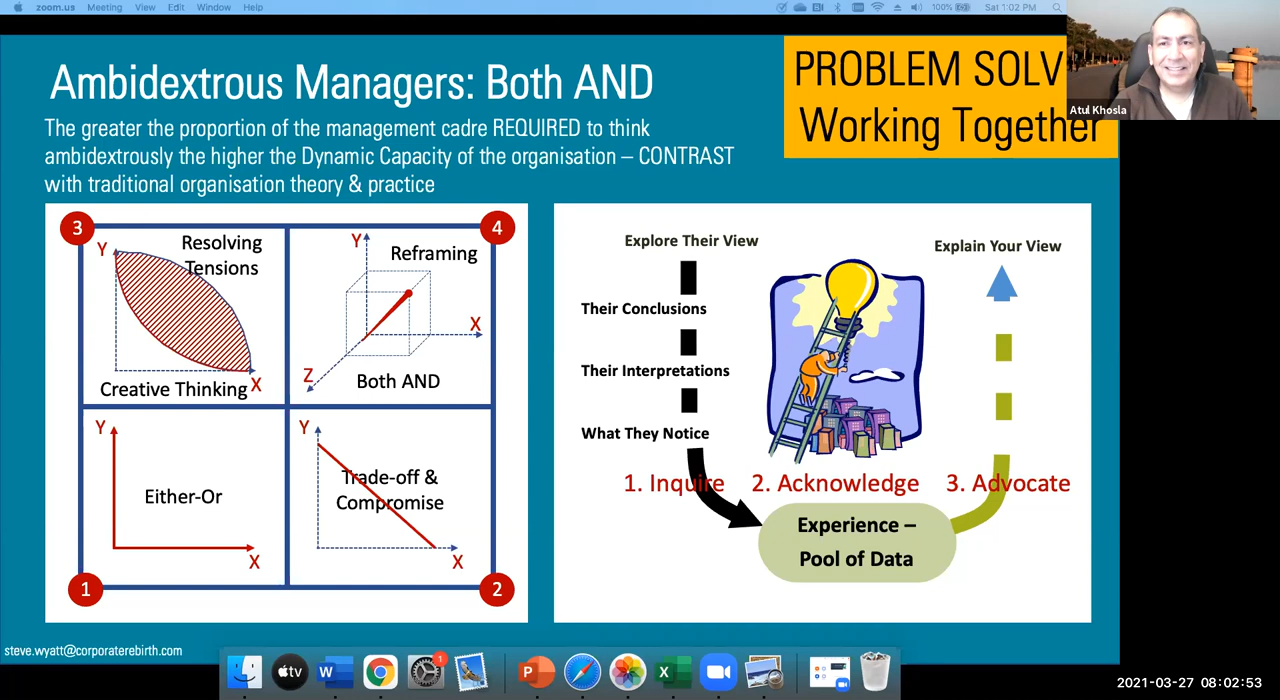 zoom.us Meeting View Edit Window Help
100%
Sat 1:02 PM
Ambidextrous Managers: Both AND
The greater the proportion of the management cadre REQUIRED to think
ambidextrously the higher the Dynamic Capacity of the organisation – CONTRAST
with traditional organisation theory & practice
PROBLEM SOLV
Working Together
Atul Khosla
3
Y
Resolving
Tensions
Creative Thinking
X
4
Y
Reframing
X
Z
Both AND
Y
Either-Or
X
1
Y
Trade-off &
Compromise
X
2
Explore Their View
Their Conclusions
Their Interpretations
What They Notice
Explain Your View
1. Inquire
2. Acknowledge
3. Advocate
Experience –
Pool of Data
steve.wyatt@corporaterebirth.com
tv
W
1
P
X
2021-03-27 08:02:53